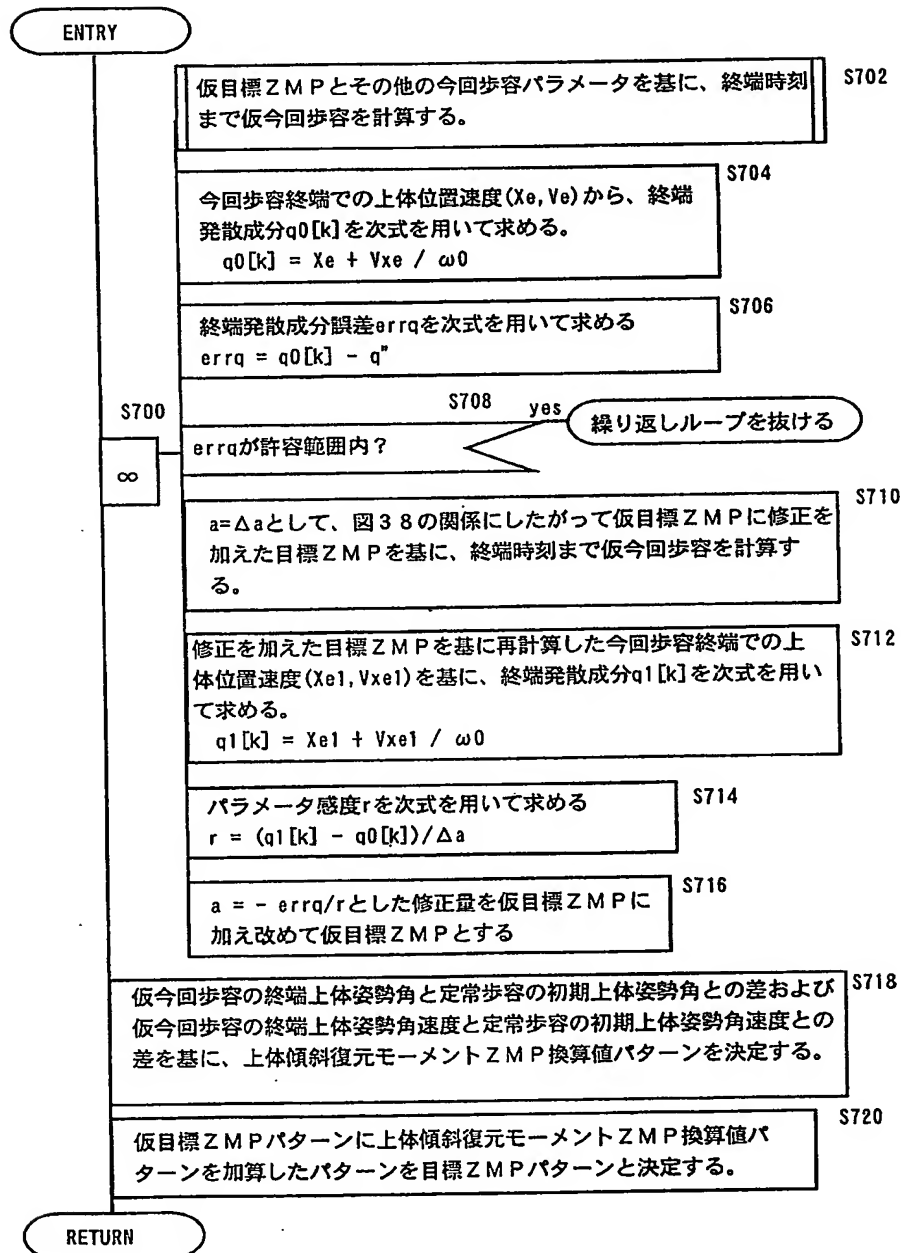 ENTRY
仮目標ZMPとその他の今回歩容パラメータを基に、終端時刻
まで仮今回歩容を計算する。
S702
今回歩容終端での上体位置速度(Xe,Ve)から、終端
発散成分q0[k]を次式を用いて求める。
q0[k] = Xe + Vxe / ω0
S704
終端発散成分誤差errqを次式を用いて求める
errq = q0[k] - q"
S706
S700
∞
S708
errqが許容範囲内?
yes
繰り返しループを抜ける
S710
a=Δaとして、図38の関係にしたがって仮目標ZMPに修正を
加えた目標ZMPを基に、終端時刻まで仮今回歩容を計算す
る。
S712
修正を加えた目標ZMPを基に再計算した今回歩容終端での上
体位置速度(Xe1,Vxe1)を基に、終端発散成分q1[k]を次式を用い
て求める。
q1[k] = Xe1 + Vxe1 / ω0
S714
パラメータ感度rを次式を用いて求める
r = (q1[k] - q0[k])/Δa
S716
a = - errq/rとした修正量を仮目標ZMPに
加え改めて仮目標ZMPとする
S718
仮今回歩容の終端上体姿勢角と定常歩容の初期上体姿勢角との差および
仮今回歩容の終端上体姿勢角速度と定常歩容の初期上体姿勢角速度との
差を基に、上体傾斜復元モーメントZMP換算値パターンを決定する。
S720
仮目標ZMPパターンに上体傾斜復元モーメントZMP換算値パ
ターンを加算したパターンを目標ZMPパターンと決定する。
RETURN